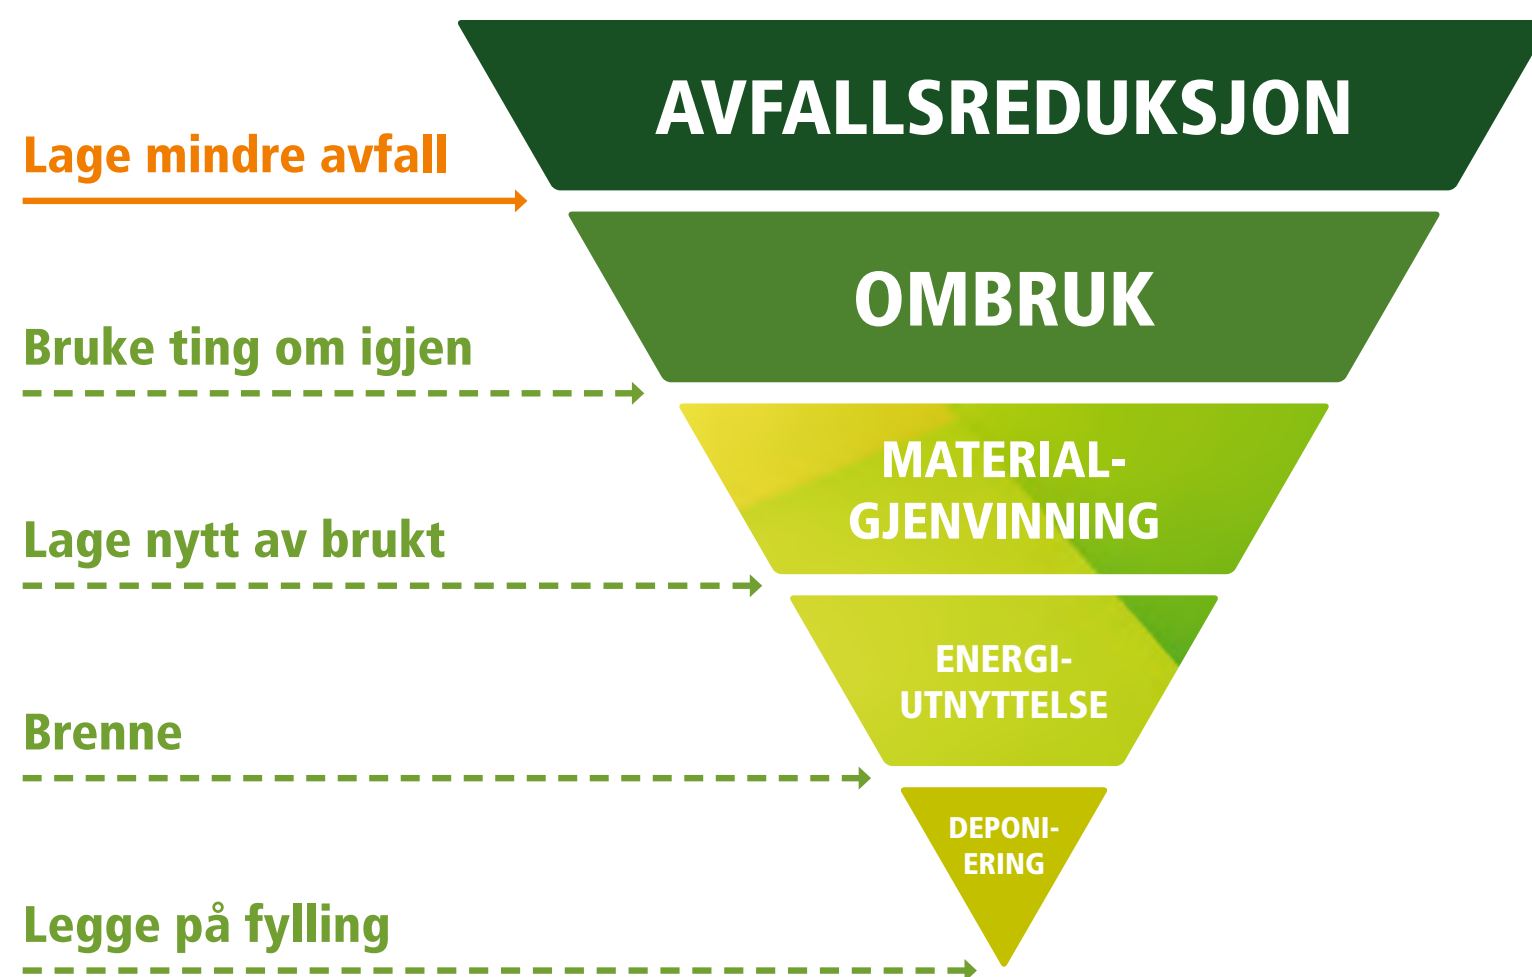 AVFALLSREDUKSJON
Lage mindre avfall
OMBRUK
Bruke ting om igjen
MATERIAL-
GJENVINNING
Lage nytt av brukt
ENERGI-
UTNYTTELSE
Brenne
DEPONI-
ERING
Legge på fylling